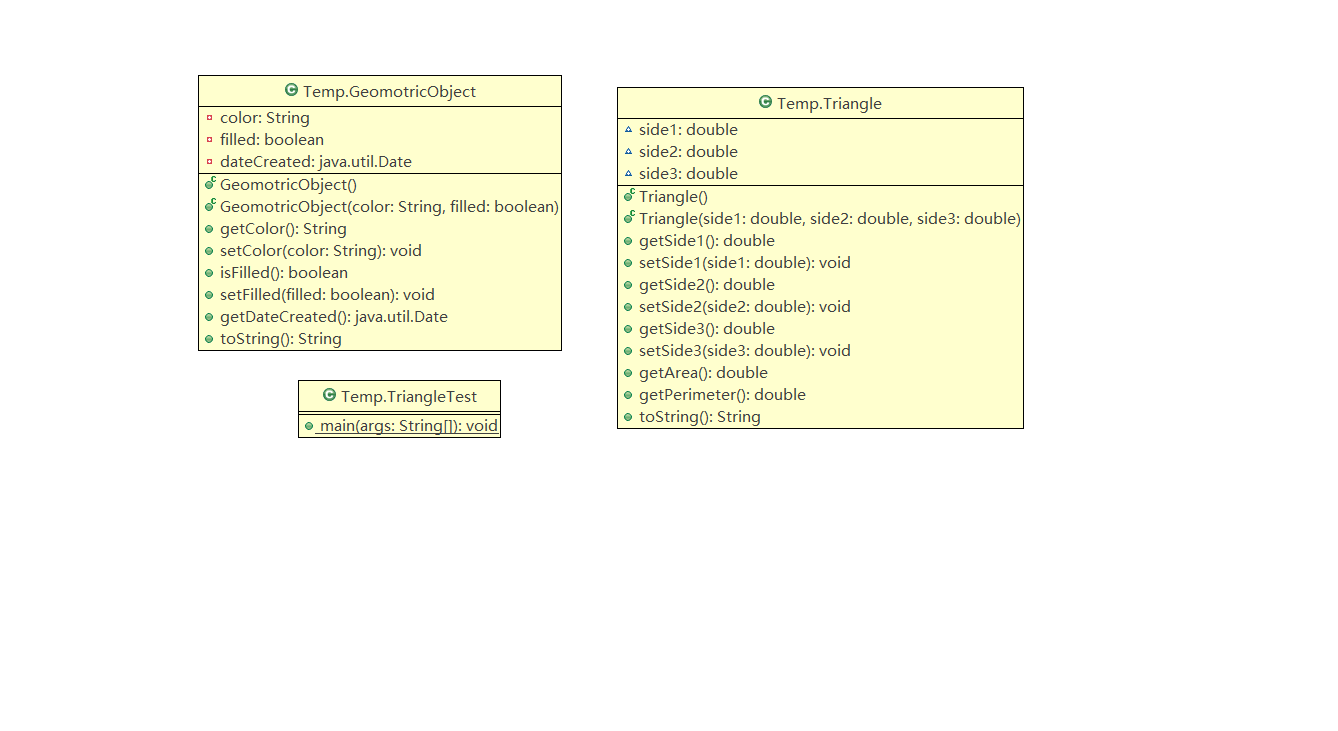 Temp.GeomotricObject
color: String
filled: boolean
dateCreated: java.util.Date
GeomotricObject()
GeomotricObject(color: String, filled: boolean)
getColor(): String
setColor(color: String): void
isFilled(): boolean
setFilled(filled: boolean): void
getDateCreated(): java.util.Date
toString(): String
Temp.TriangleTest
main(args: String[]): void
Temp.Triangle
side1: double
side2: double
side3: double
Triangle()
Triangle(side1: double, side2: double, side3: double)
getSide1(): double
setSide1(side1: double): void
getSide2(): double
setSide2(side2: double): void
getSide3(): double
setSide3(side3: double): void
getArea(): double
getPerimeter(): double
toString(): String